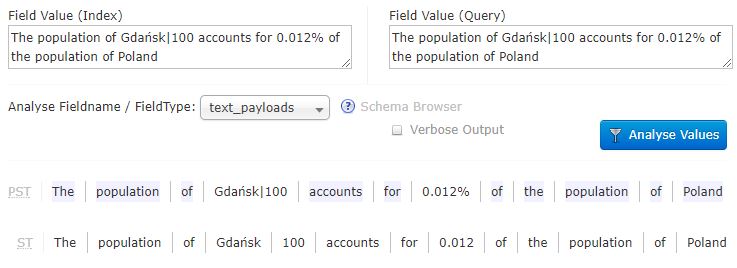 Field Value (Index)
Field Value (Query)
The population of Gdańsk|100 accounts for 0.012% of
the population of Poland
The population of Gdańsk|100 accounts for 0.012% of
the population of Poland
Analyse Fieldname / FieldType: text_payloads ? Schema Browser
Verbose Output
Analyse Values
PST The population of Gdańsk|100 accounts for 0.012% of the population of Poland
ST The population of Gdańsk 100 accounts for 0.012 of the population of Poland